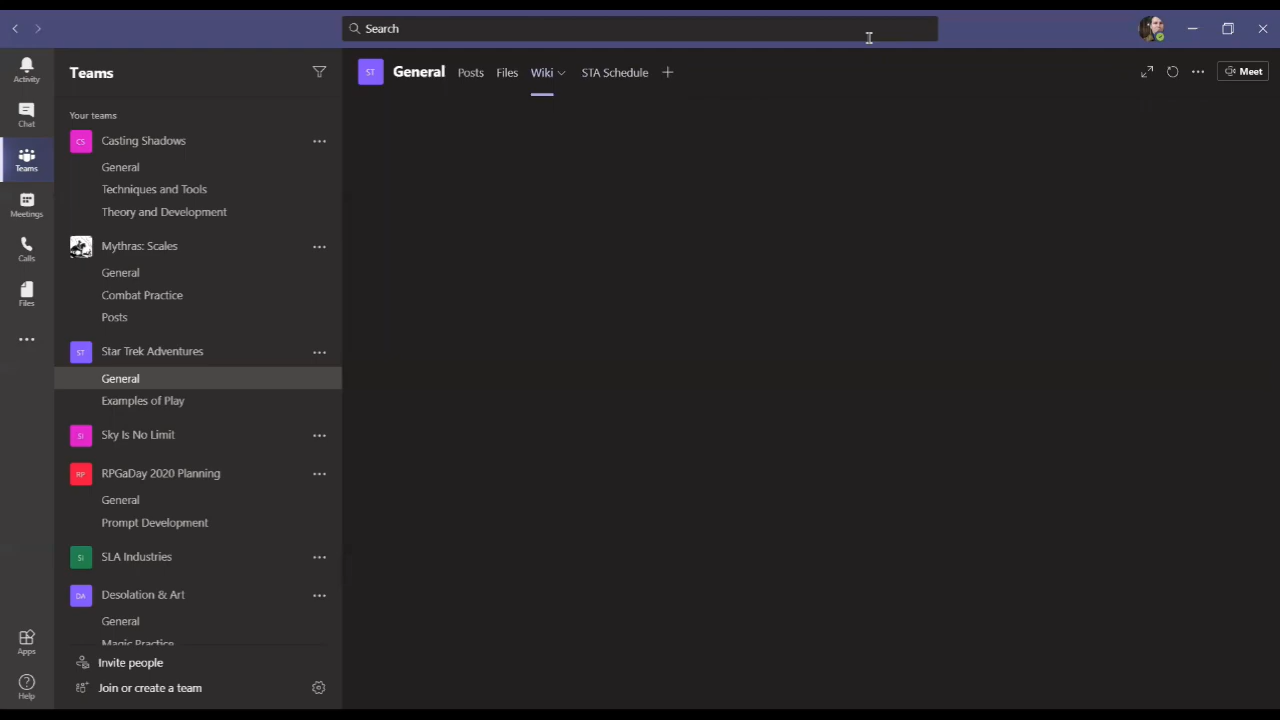 Search
Activity
Chat
Teams
Meetings
Calls
Files
Apps
Help
Teams
Your teams
CS Casting Shadows
General
Techniques and Tools
Theory and Development
Mythras: Scales
General
Combat Practice
Posts
ST Star Trek Adventures
General
Examples of Play
SI Sky Is No Limit
RP RPGaDay 2020 Planning
General
Prompt Development
SI SLA Industries
DA Desolation & Art
General
Magic Practice
Invite people
Join or create a team
ST General Posts Files Wiki STA Schedule
Meet